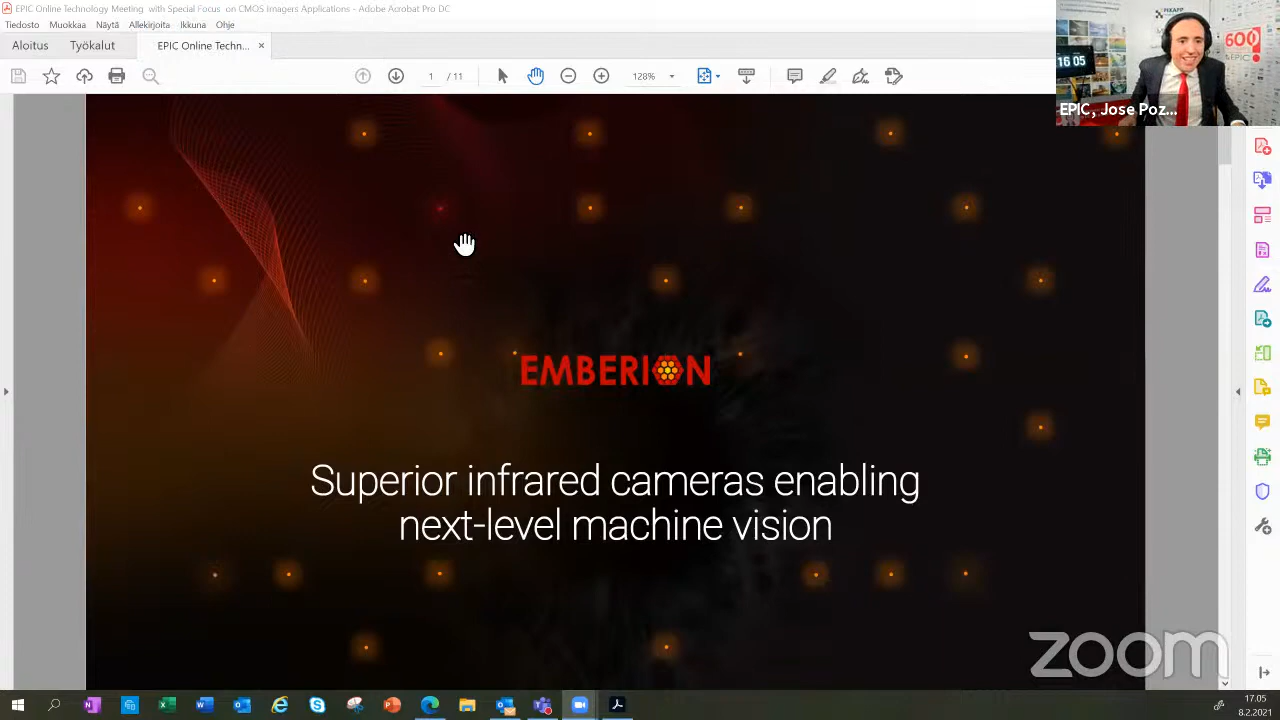 EPIC Online Technology Meeting with Special Focus on CMOS Imagers Applications - Adobe Acrobat Pro DC
Tiedosto Muokkaa Näytä Allekirjoita Ikkuna Ohje
Aloitus Työkalut EPIC Online Techn... ×
/ 11 128%
16 05
600
EPIC
EPIC, Jose Poz...
EMBERION
Superior infrared cameras enabling
next-level machine vision
zoom
17.05
8.2.2021